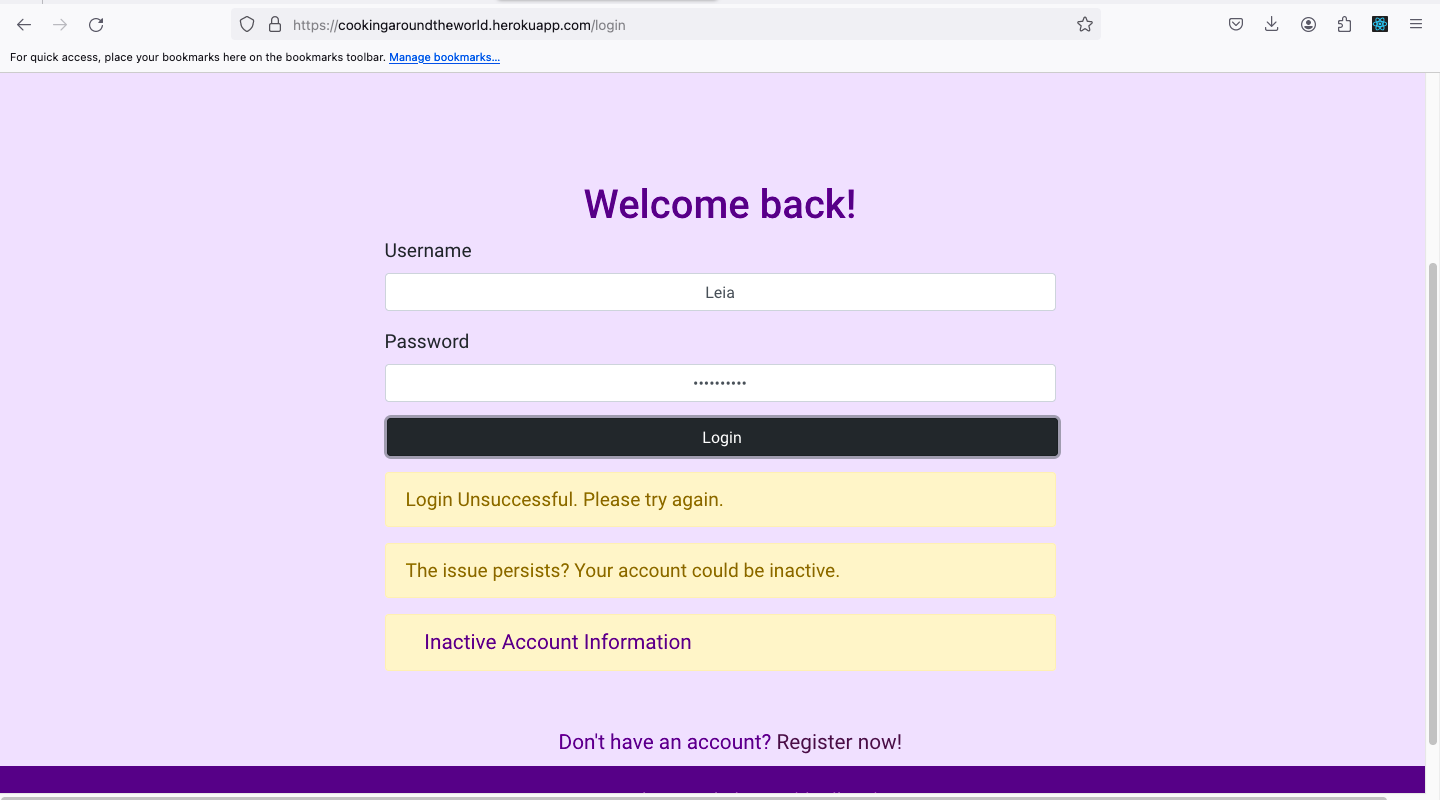 https://cookingaroundtheworld.herokuapp.com/login
For quick access, place your bookmarks here on the bookmarks toolbar. Manage bookmarks...
Welcome back!
Username
Leia
Password
••••••••••
Login
Login Unsuccessful. Please try again.
The issue persists? Your account could be inactive.
Inactive Account Information
Don't have an account? Register now!